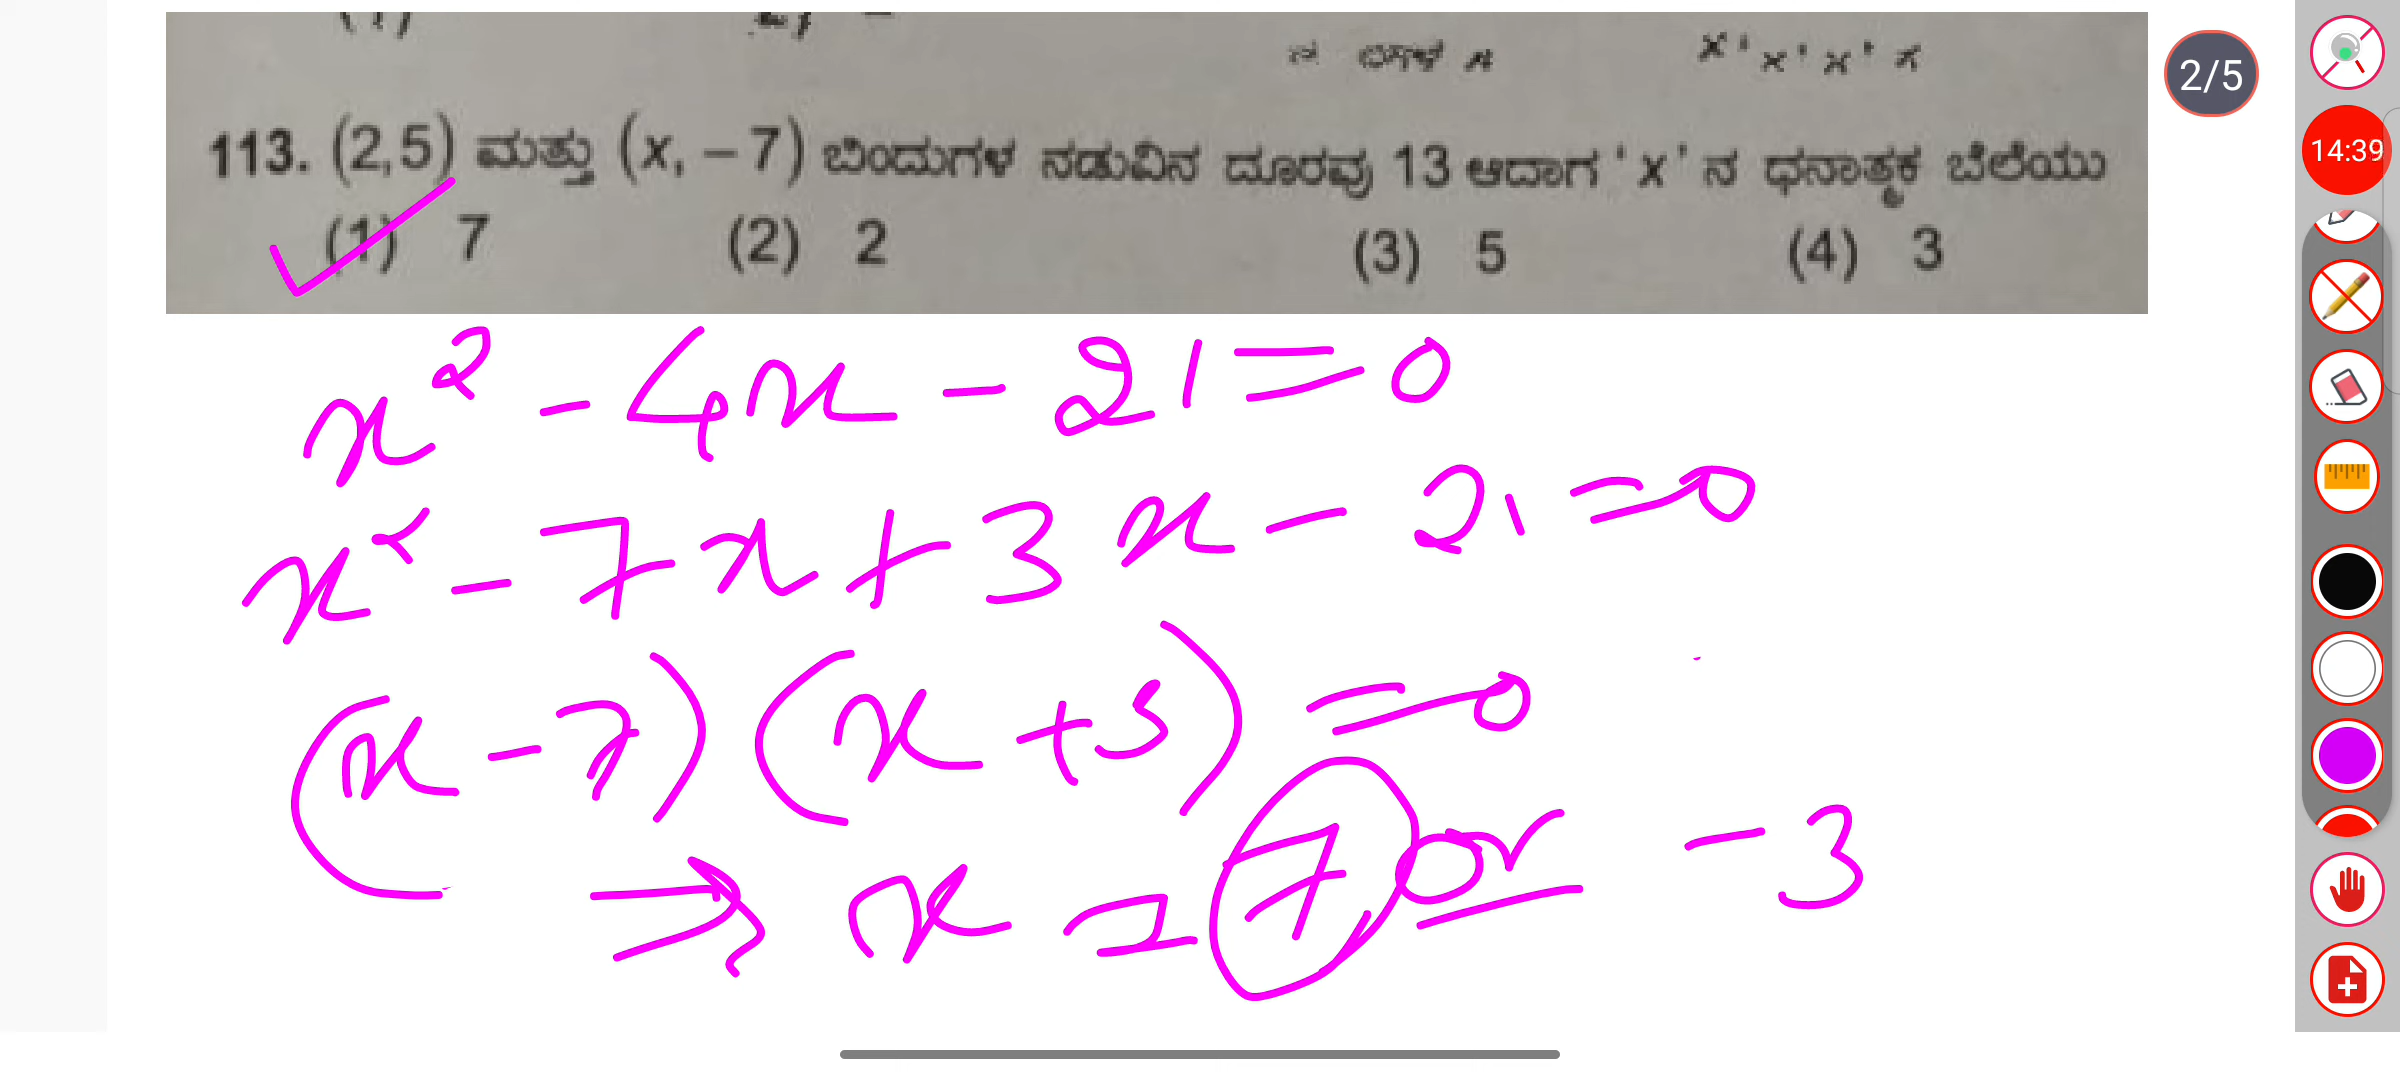 2/5
14:39
113. (2,5) ಮತ್ತು (x, – 7) ಬಿಂದುಗಳ ನಡುವಿನ ದೂರವು 13 ಆದಾಗ 'x' ನ ಧನಾತ್ಮಕ ಬೆಲೆಯು
(1) 7 (2) 2 (3) 5 (4) 3
x² - 4x - 21 = 0
x² - 7x + 3x - 21 = 0
(x - 7) (x + 3) = 0
⇒ x = 7 or - 3